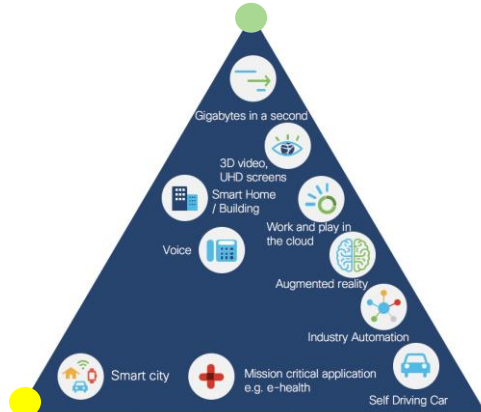 Gigabytes in a second
3D video,
UHD screens
Smart Home
/ Building
Work and play in
the cloud
Voice
Augmented reality
Industry Automation
Smart city
Mission critical application
e.g. e-health
Self Driving Car